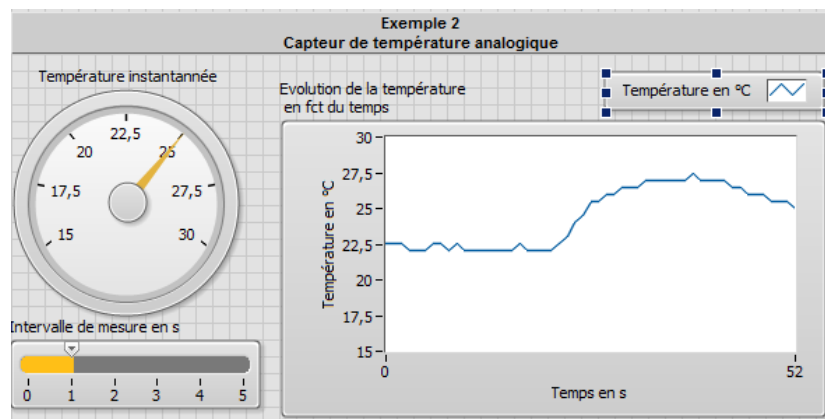 Exemple 2
Capteur de température analogique
Température instantannée
22,5
20
25
17,5
27,5
15
30
Intervalle de mesure en s
0 1 2 3 4 5
Evolution de la température
en fct du temps
Température en °C
30
27,5
25
22,5
20
17,5
15
Température en °C
0 52
Temps en s